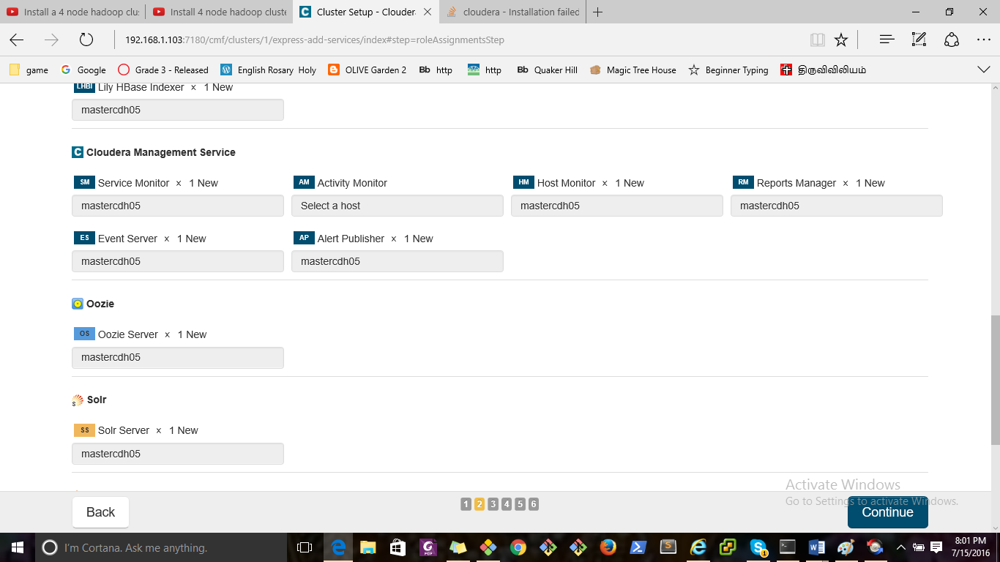 Install a 4 node hadoop clu: Install 4 node hadoop cluste Cluster Setup - Clouder cloudera - Installation failed
192.168.1.103:7180/cmf/clusters/1/express-add-services/index#step=roleAssignmentsStep
game Google Grade 3 - Released English Rosary Holy OLIVE Garden 2 Bb http http Bb Quaker Hill Magic Tree House Beginner Typing திருவிவிலியம்
LHBI Lily HBase Indexer × 1 New
mastercdh05
C Cloudera Management Service
SM Service Monitor × 1 New AM Activity Monitor HM Host Monitor × 1 New RM Reports Manager × 1 New
mastercdh05 Select a host mastercdh05 mastercdh05
ES Event Server × 1 New AP Alert Publisher × 1 New
mastercdh05 mastercdh05
Oozie
OS Oozie Server × 1 New
mastercdh05
Solr
SS Solr Server × 1 New
mastercdh05
Activate Windows
Go to Settings to activate Windows.
Back 1 2 3 4 5 6 Continue
I'm Cortana. Ask me anything.
8:01 PM
7/15/2016